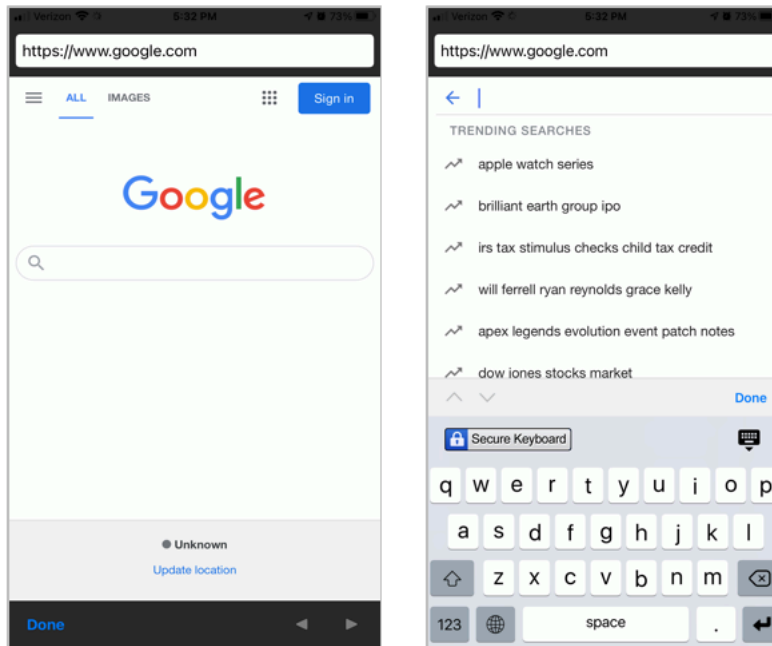 Verizon 5:32 PM 73%
https://www.google.com
ALL IMAGES Sign in
Google
Unknown
Update location
Done
Verizon 5:32 PM 73%
https://www.google.com
TRENDING SEARCHES
apple watch series
brilliant earth group ipo
irs tax stimulus checks child tax credit
will ferrell ryan reynolds grace kelly
apex legends evolution event patch notes
dow jones stocks market
Done
Secure Keyboard
q w e r t y u i o p
a s d f g h j k l
z x c v b n m
123 space .